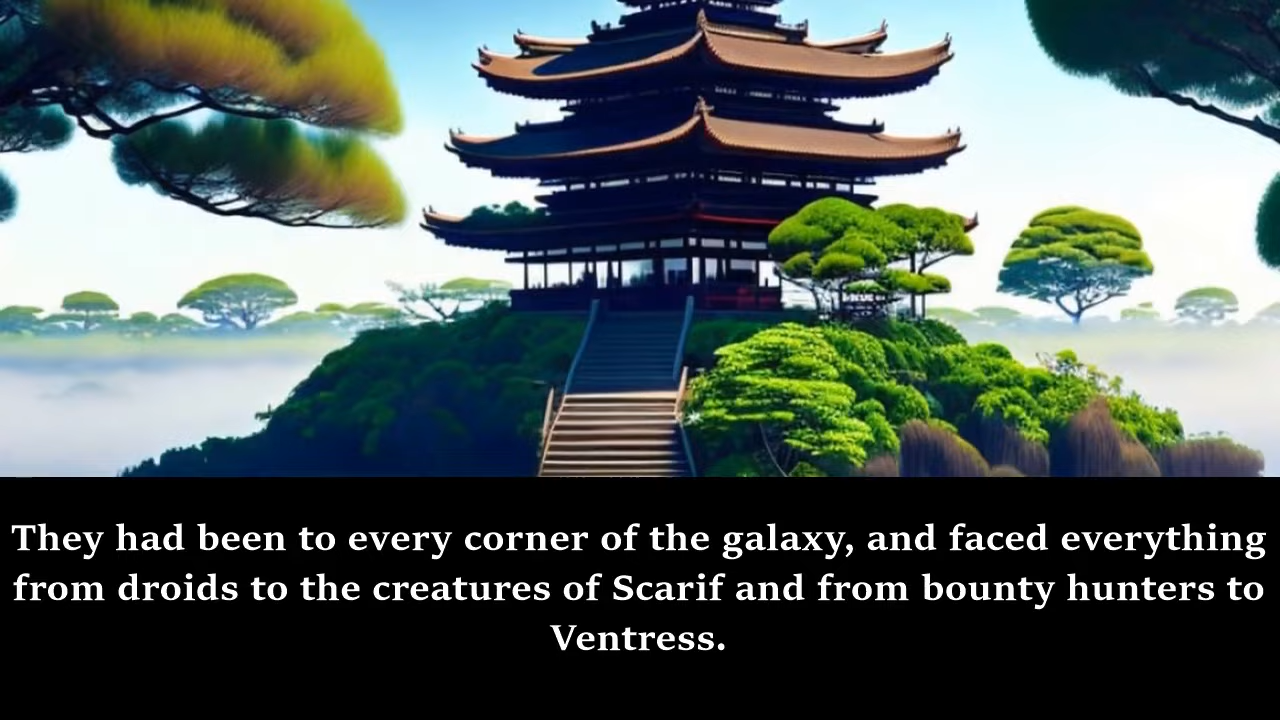 They had been to every corner of the galaxy, and faced everything
from droids to the creatures of Scarif and from bounty hunters to
Ventress.